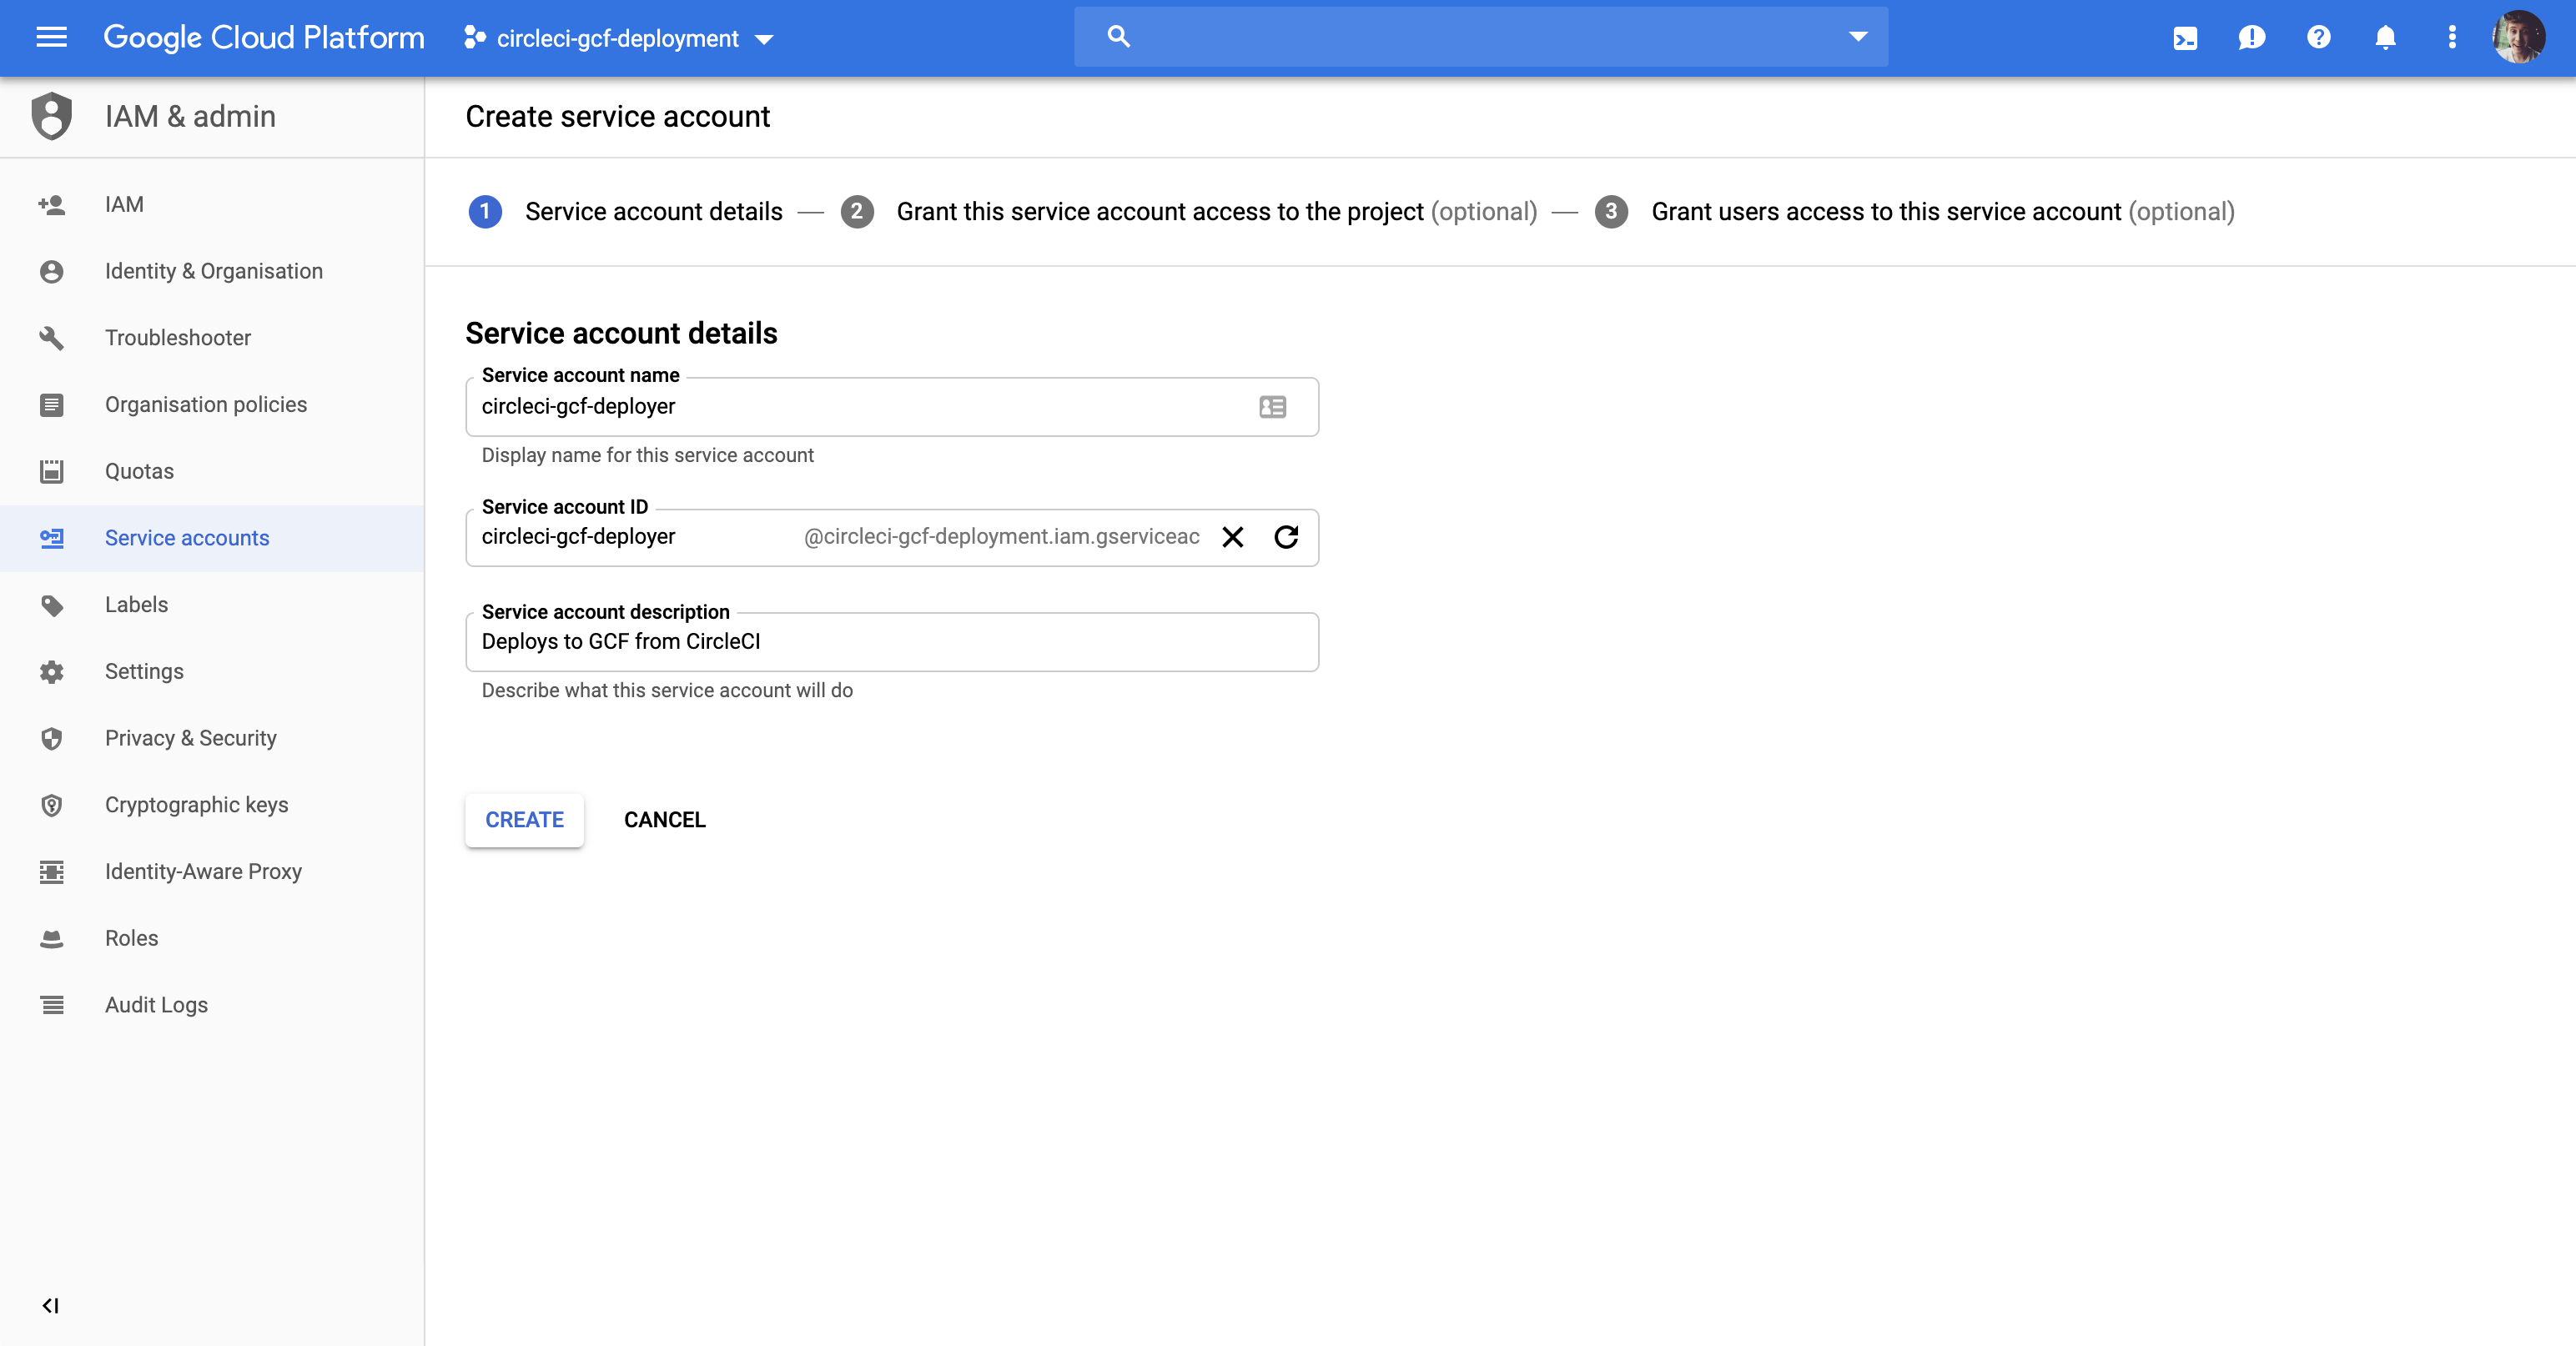 Google Cloud Platform
circleci-gcf-deployment
IAM & admin
Create service account
IAM
Identity & Organisation
Troubleshooter
Organisation policies
Quotas
Service accounts
Labels
Settings
Privacy & Security
Cryptographic keys
Identity-Aware Proxy
Roles
Audit Logs
1 Service account details — 2 Grant this service account access to the project (optional) — 3 Grant users access to this service account (optional)
Service account details
Service account name
circleci-gcf-deployer
Display name for this service account
Service account ID
circleci-gcf-deployer @circleci-gcf-deployment.iam.gserviceac
Service account description
Deploys to GCF from CircleCI
Describe what this service account will do
CREATE CANCEL